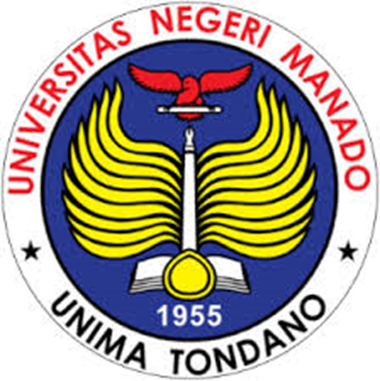 UNIVERSITAS NEGERI MANADO
1955
UNIMA TONDANO